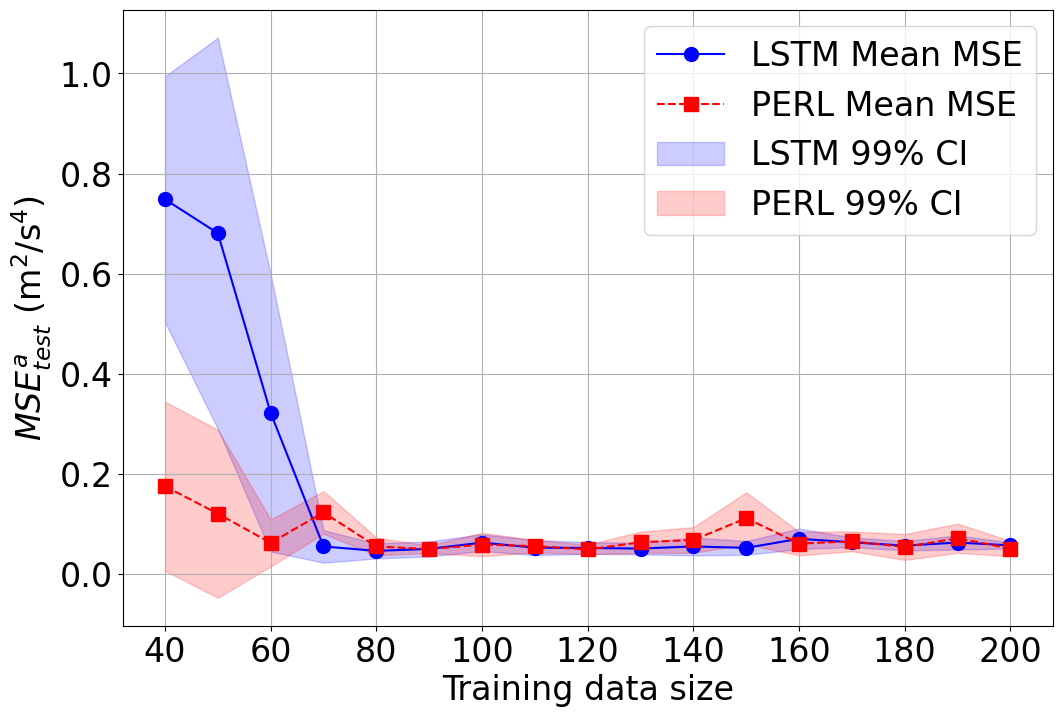 1.0
0.8
0.6
0.4
0.2
0.0
MSE^a_test (m²/s⁴)
LSTM Mean MSE
PERL Mean MSE
LSTM 99% CI
PERL 99% CI
40 60 80 100 120 140 160 180 200
Training data size